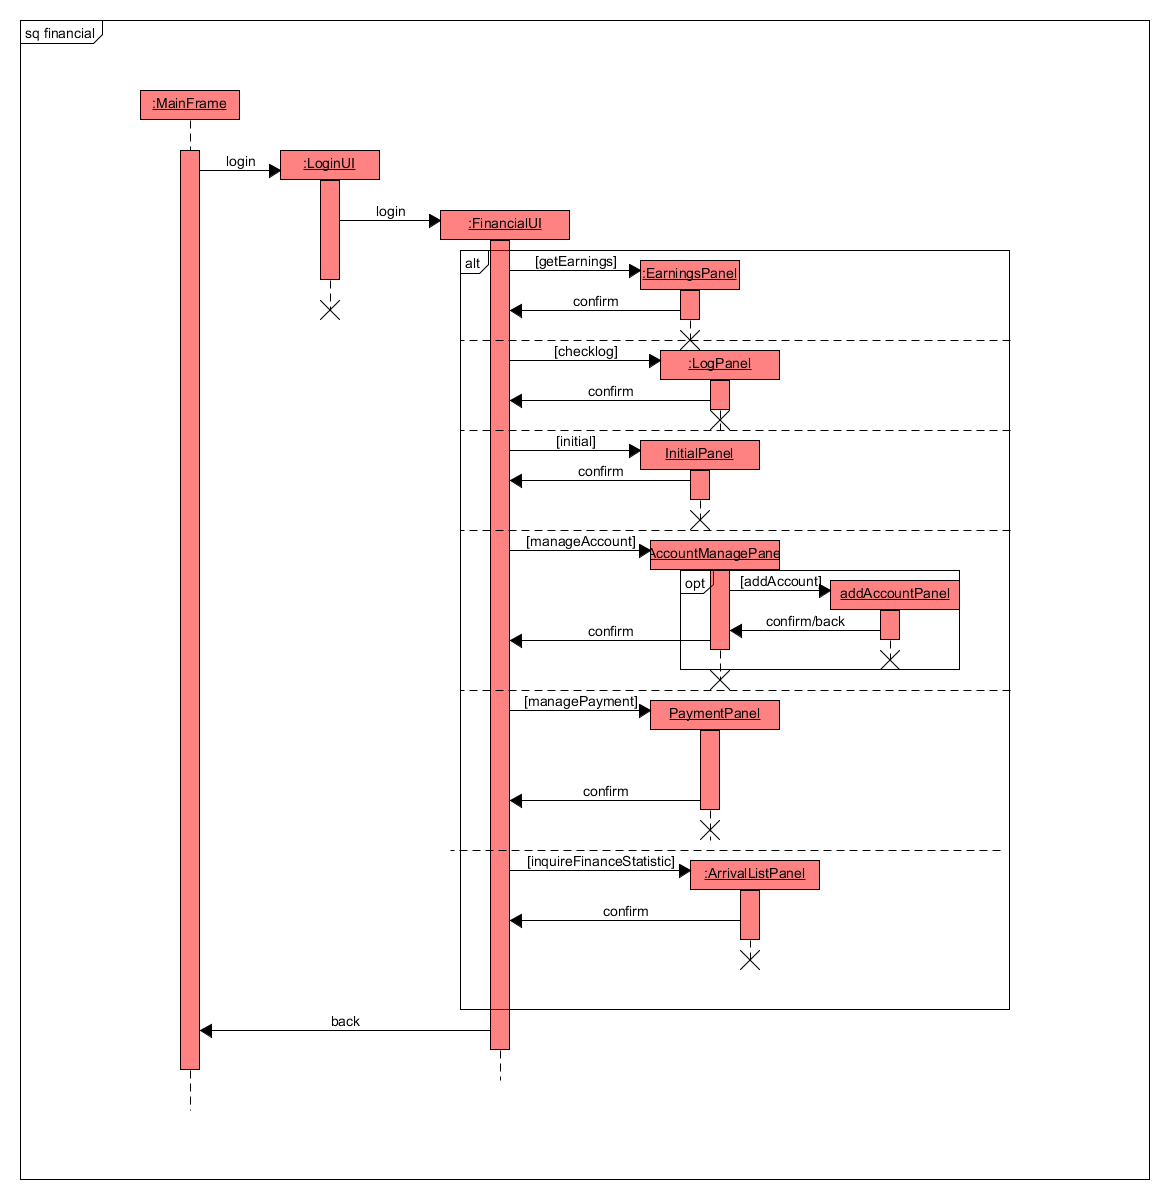 sq financial
:MainFrame
login
:LoginUI
login
:FinancialUI
alt
[getEarnings]
:EarningsPanel
confirm
[checklog]
:LogPanel
confirm
[initial]
InitialPanel
confirm
[manageAccount]
AccountManagePane
opt
[addAccount]
addAccountPanel
confirm/back
confirm
[managePayment]
PaymentPanel
confirm
[inquireFinanceStatistic]
:ArrivalListPanel
confirm
back